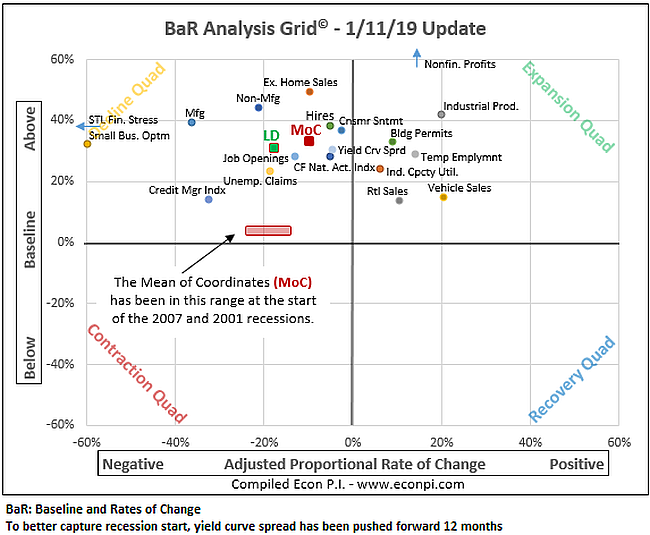 BaR Analysis Grid© - 1/11/19 Update
60%
40%
20%
0%
-20%
-40%
-60%
Above
Baseline
Below
Decline Quad
Expansion Quad
Contraction Quad
Recovery Quad
Nonfin. Profits
Ex. Home Sales
Non-Mfg
Industrial Prod.
STL Fin. Stress
Mfg
Hires
Cnsmr Sntmt
Small Bus. Optm
LD
MoC
Bldg Permits
Job Openings
Yield Crv Sprd
Temp Emplymnt
CF Nat. Act. Indx
Ind. Cpcty Util.
Unemp. Claims
Credit Mgr Indx
Rtl Sales
Vehicle Sales
The Mean of Coordinates (MoC)
has been in this range at the start
of the 2007 and 2001 recessions.
-60%
-40%
-20%
0%
20%
40%
60%
Negative
Adjusted Proportional Rate of Change
Positive
Compiled Econ P.I. - www.econpi.com
BaR: Baseline and Rates of Change
To better capture recession start, yield curve spread has been pushed forward 12 months